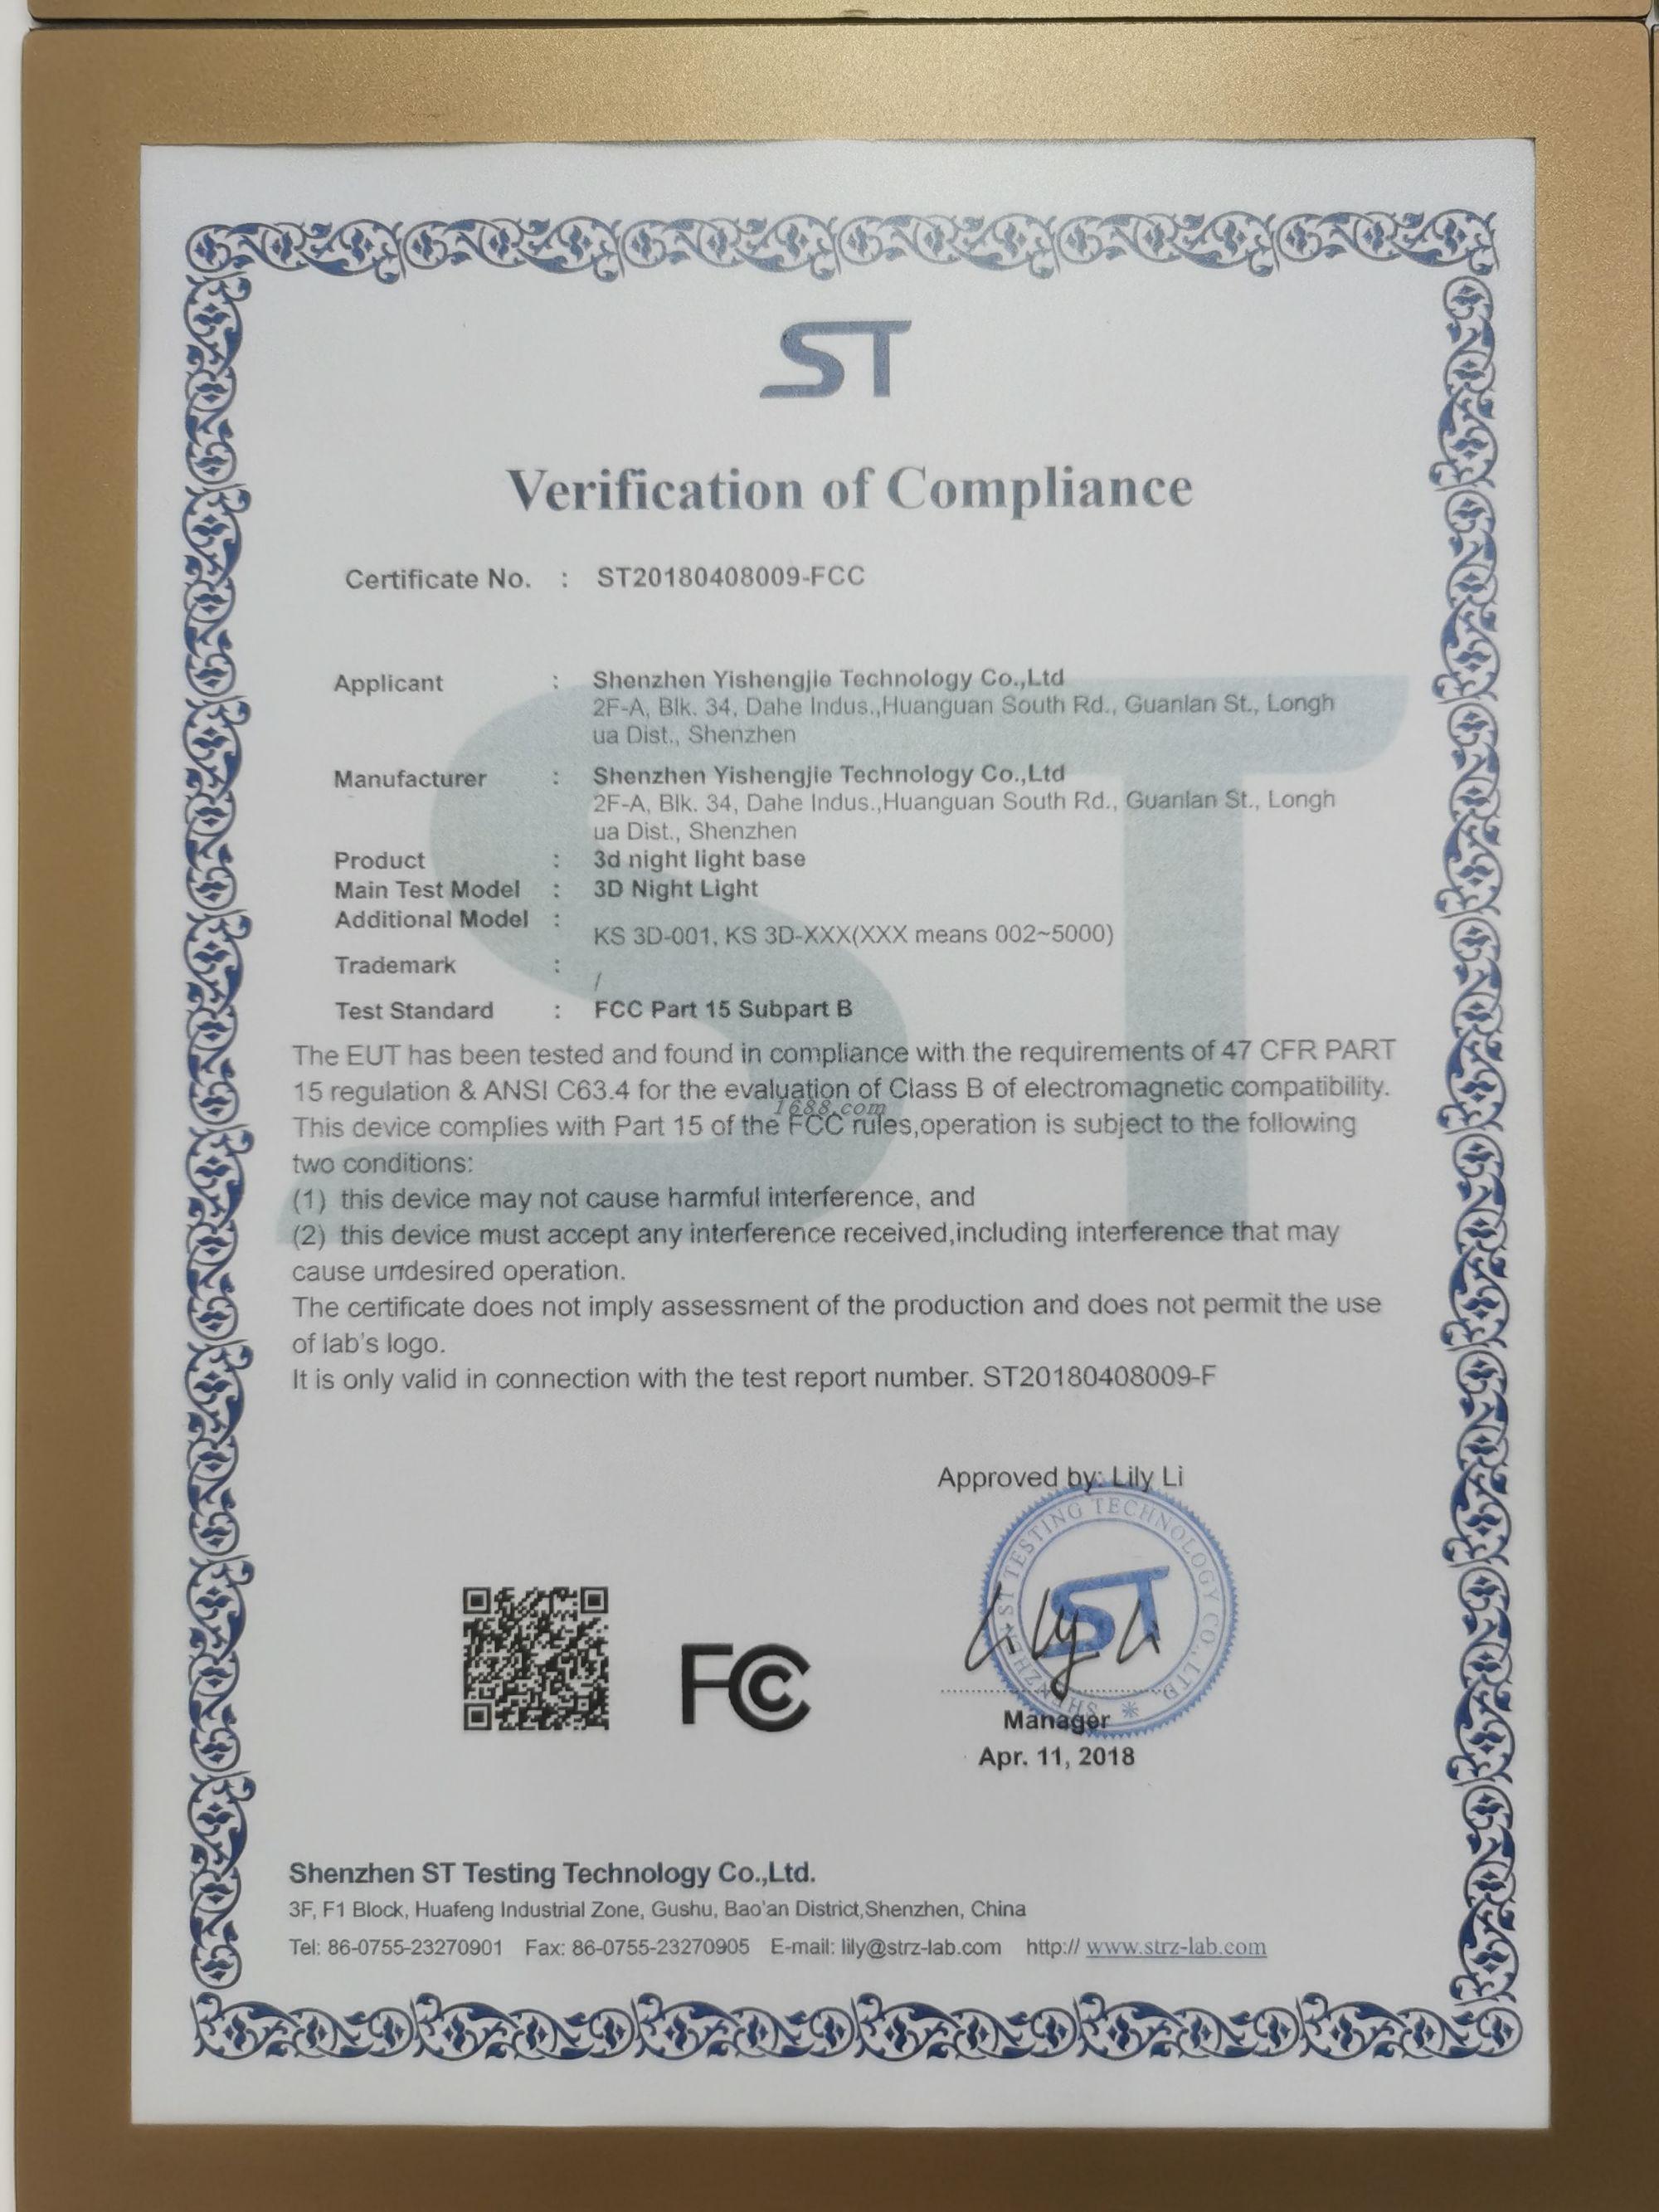 ST
Verification of Compliance
Certificate No. : ST20180408009-FCC
Applicant : Shenzhen Yishengjie Technology Co.,Ltd
2F-A, Blk. 34, Dahe Indus.,Huanguan South Rd., Guanlan St., Longh
ua Dist., Shenzhen
Manufacturer : Shenzhen Yishengjie Technology Co.,Ltd
2F-A, Blk. 34, Dahe Indus.,Huanguan South Rd., Guanlan St., Longh
ua Dist., Shenzhen
Product : 3d night light base
Main Test Model : 3D Night Light
Additional Model : KS 3D-001, KS 3D-XXX(XXX means 002~5000)
Trademark : /
Test Standard : FCC Part 15 Subpart B
The EUT has been tested and found in compliance with the requirements of 47 CFR PART
15 regulation & ANSI C63.4 for the evaluation of Class B of electromagnetic compatibility.
1688.com
This device complies with Part 15 of the FCC rules,operation is subject to the following
two conditions:
(1) this device may not cause harmful interference, and
(2) this device must accept any interference received,including interference that may
cause undesired operation.
The certificate does not imply assessment of the production and does not permit the use
of lab's logo.
It is only valid in connection with the test report number. ST20180408009-F
Approved by: Lily Li
SHENZHEN ST TESTING TECHNOLOGY CO., LTD.
ST
Lily Li
FCC
Manager
Apr. 11, 2018
Shenzhen ST Testing Technology Co.,Ltd.
3F, F1 Block, Huafeng Industrial Zone, Gushu, Bao'an District,Shenzhen, China
Tel: 86-0755-23270901 Fax: 86-0755-23270905 E-mail: lily@strz-lab.com http:// www.strz-lab.com